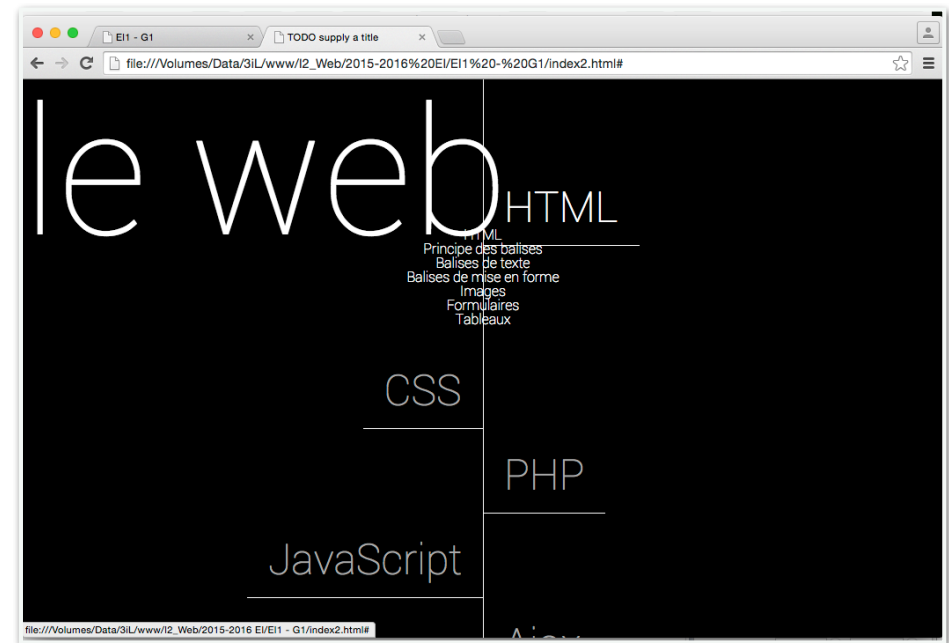 EI1 - G1
TODO supply a title
file:///Volumes/Data/3iL/www/I2_Web/2015-2016%20EI/EI1%20-%20G1/index2.html#
le web
HTML
HTML
Principe des balises
Balises de texte
Balises de mise en forme
Images
Formulaires
Tableaux
CSS
PHP
JavaScript
Ajax
file:///Volumes/Data/3iL/www/I2_Web/2015-2016 EI/EI1 - G1/index2.html#